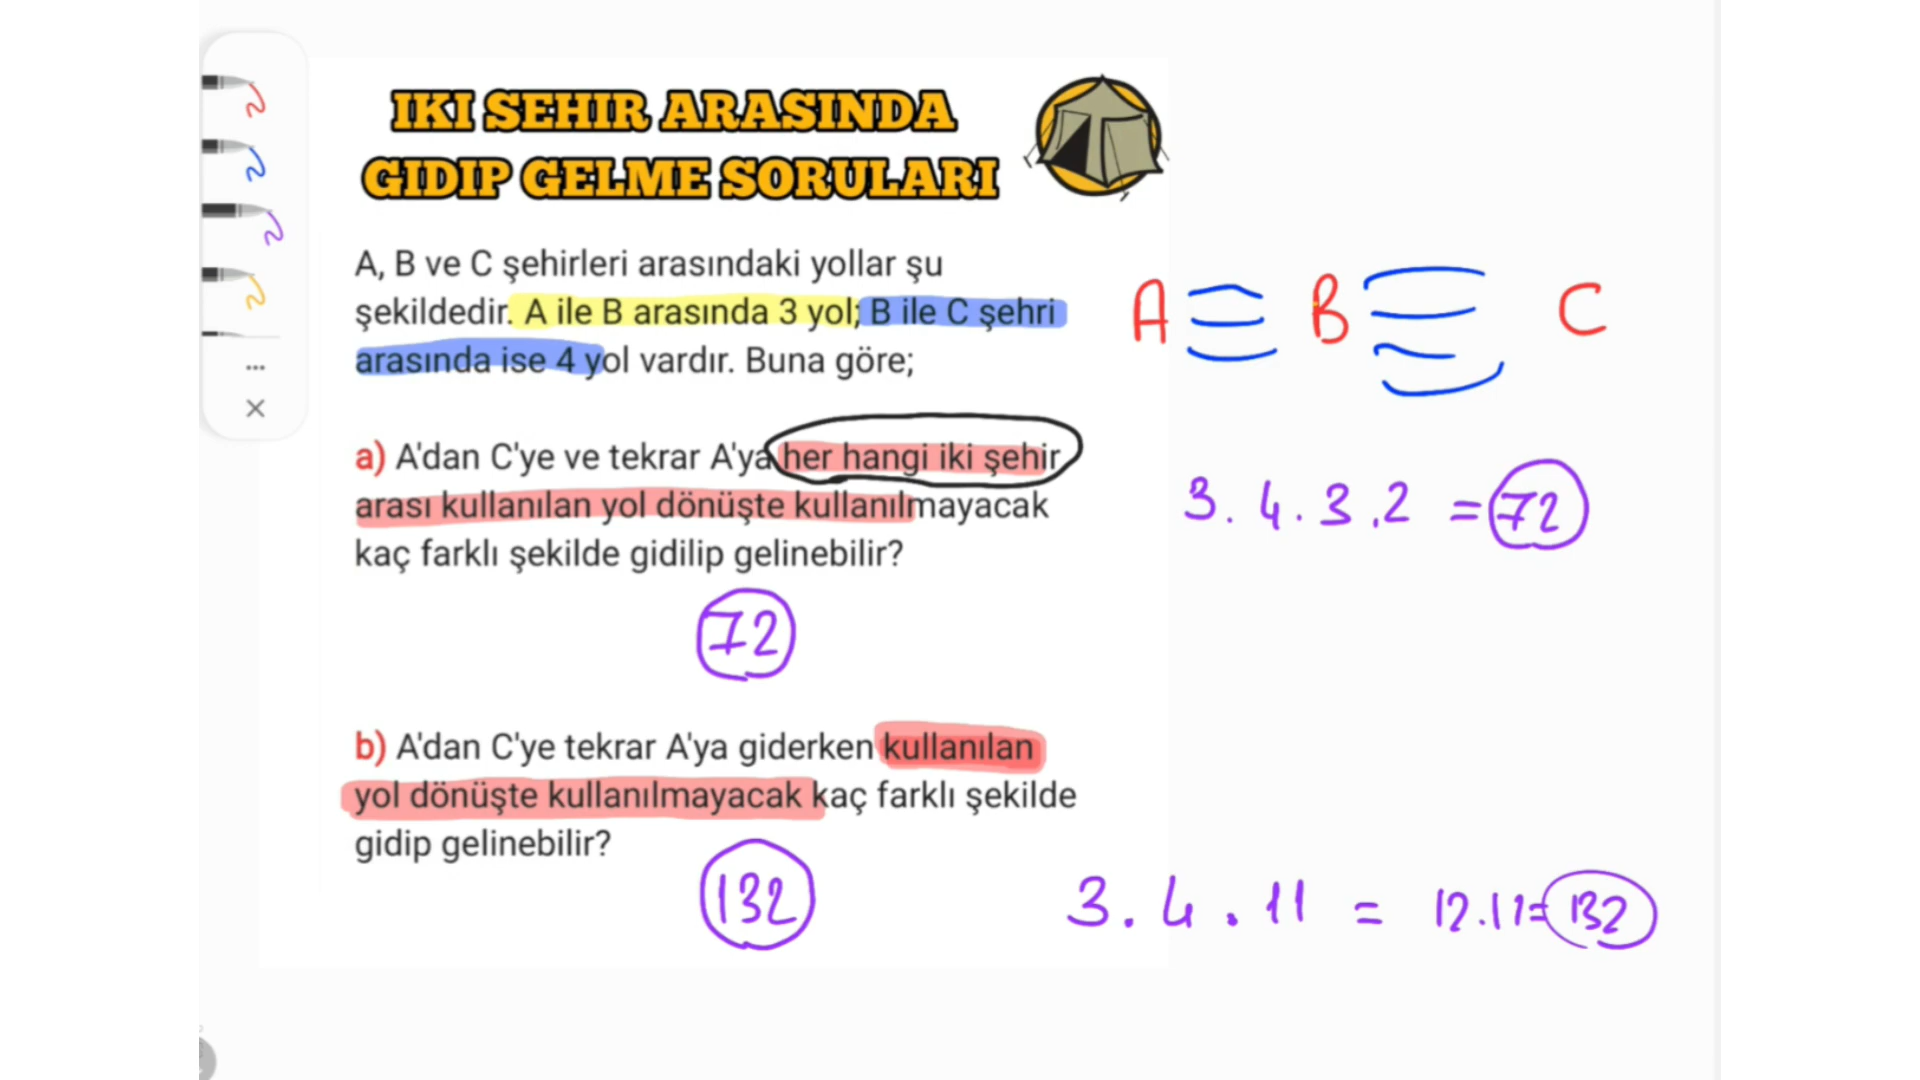 IKI SEHIR ARASINDA
GIDIP GELME SORULARI
A, B ve C şehirleri arasındaki yollar şu
şekildedir. A ile B arasında 3 yol; B ile C şehri
arasında ise 4 yol vardır. Buna göre;
A B C
a) A'dan C'ye ve tekrar A'ya her hangi iki şehir
arası kullanılan yol dönüşte kullanılmayacak
kaç farklı şekilde gidilip gelinebilir?
3. 4. 3.2 = 72
72
b) A'dan C'ye tekrar A'ya giderken kullanılan
yol dönüşte kullanılmayacak kaç farklı şekilde
gidip gelinebilir?
132
3. 4. 11 = 12.11= 132